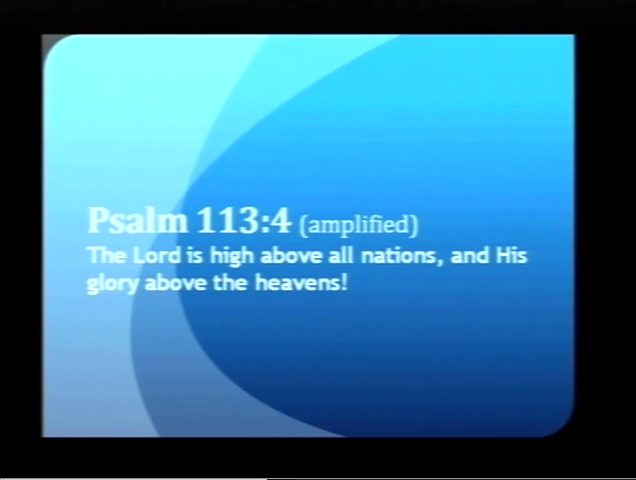 Psalm 113:4 (amplified)
The Lord is high above all nations, and His
glory above the heavens!